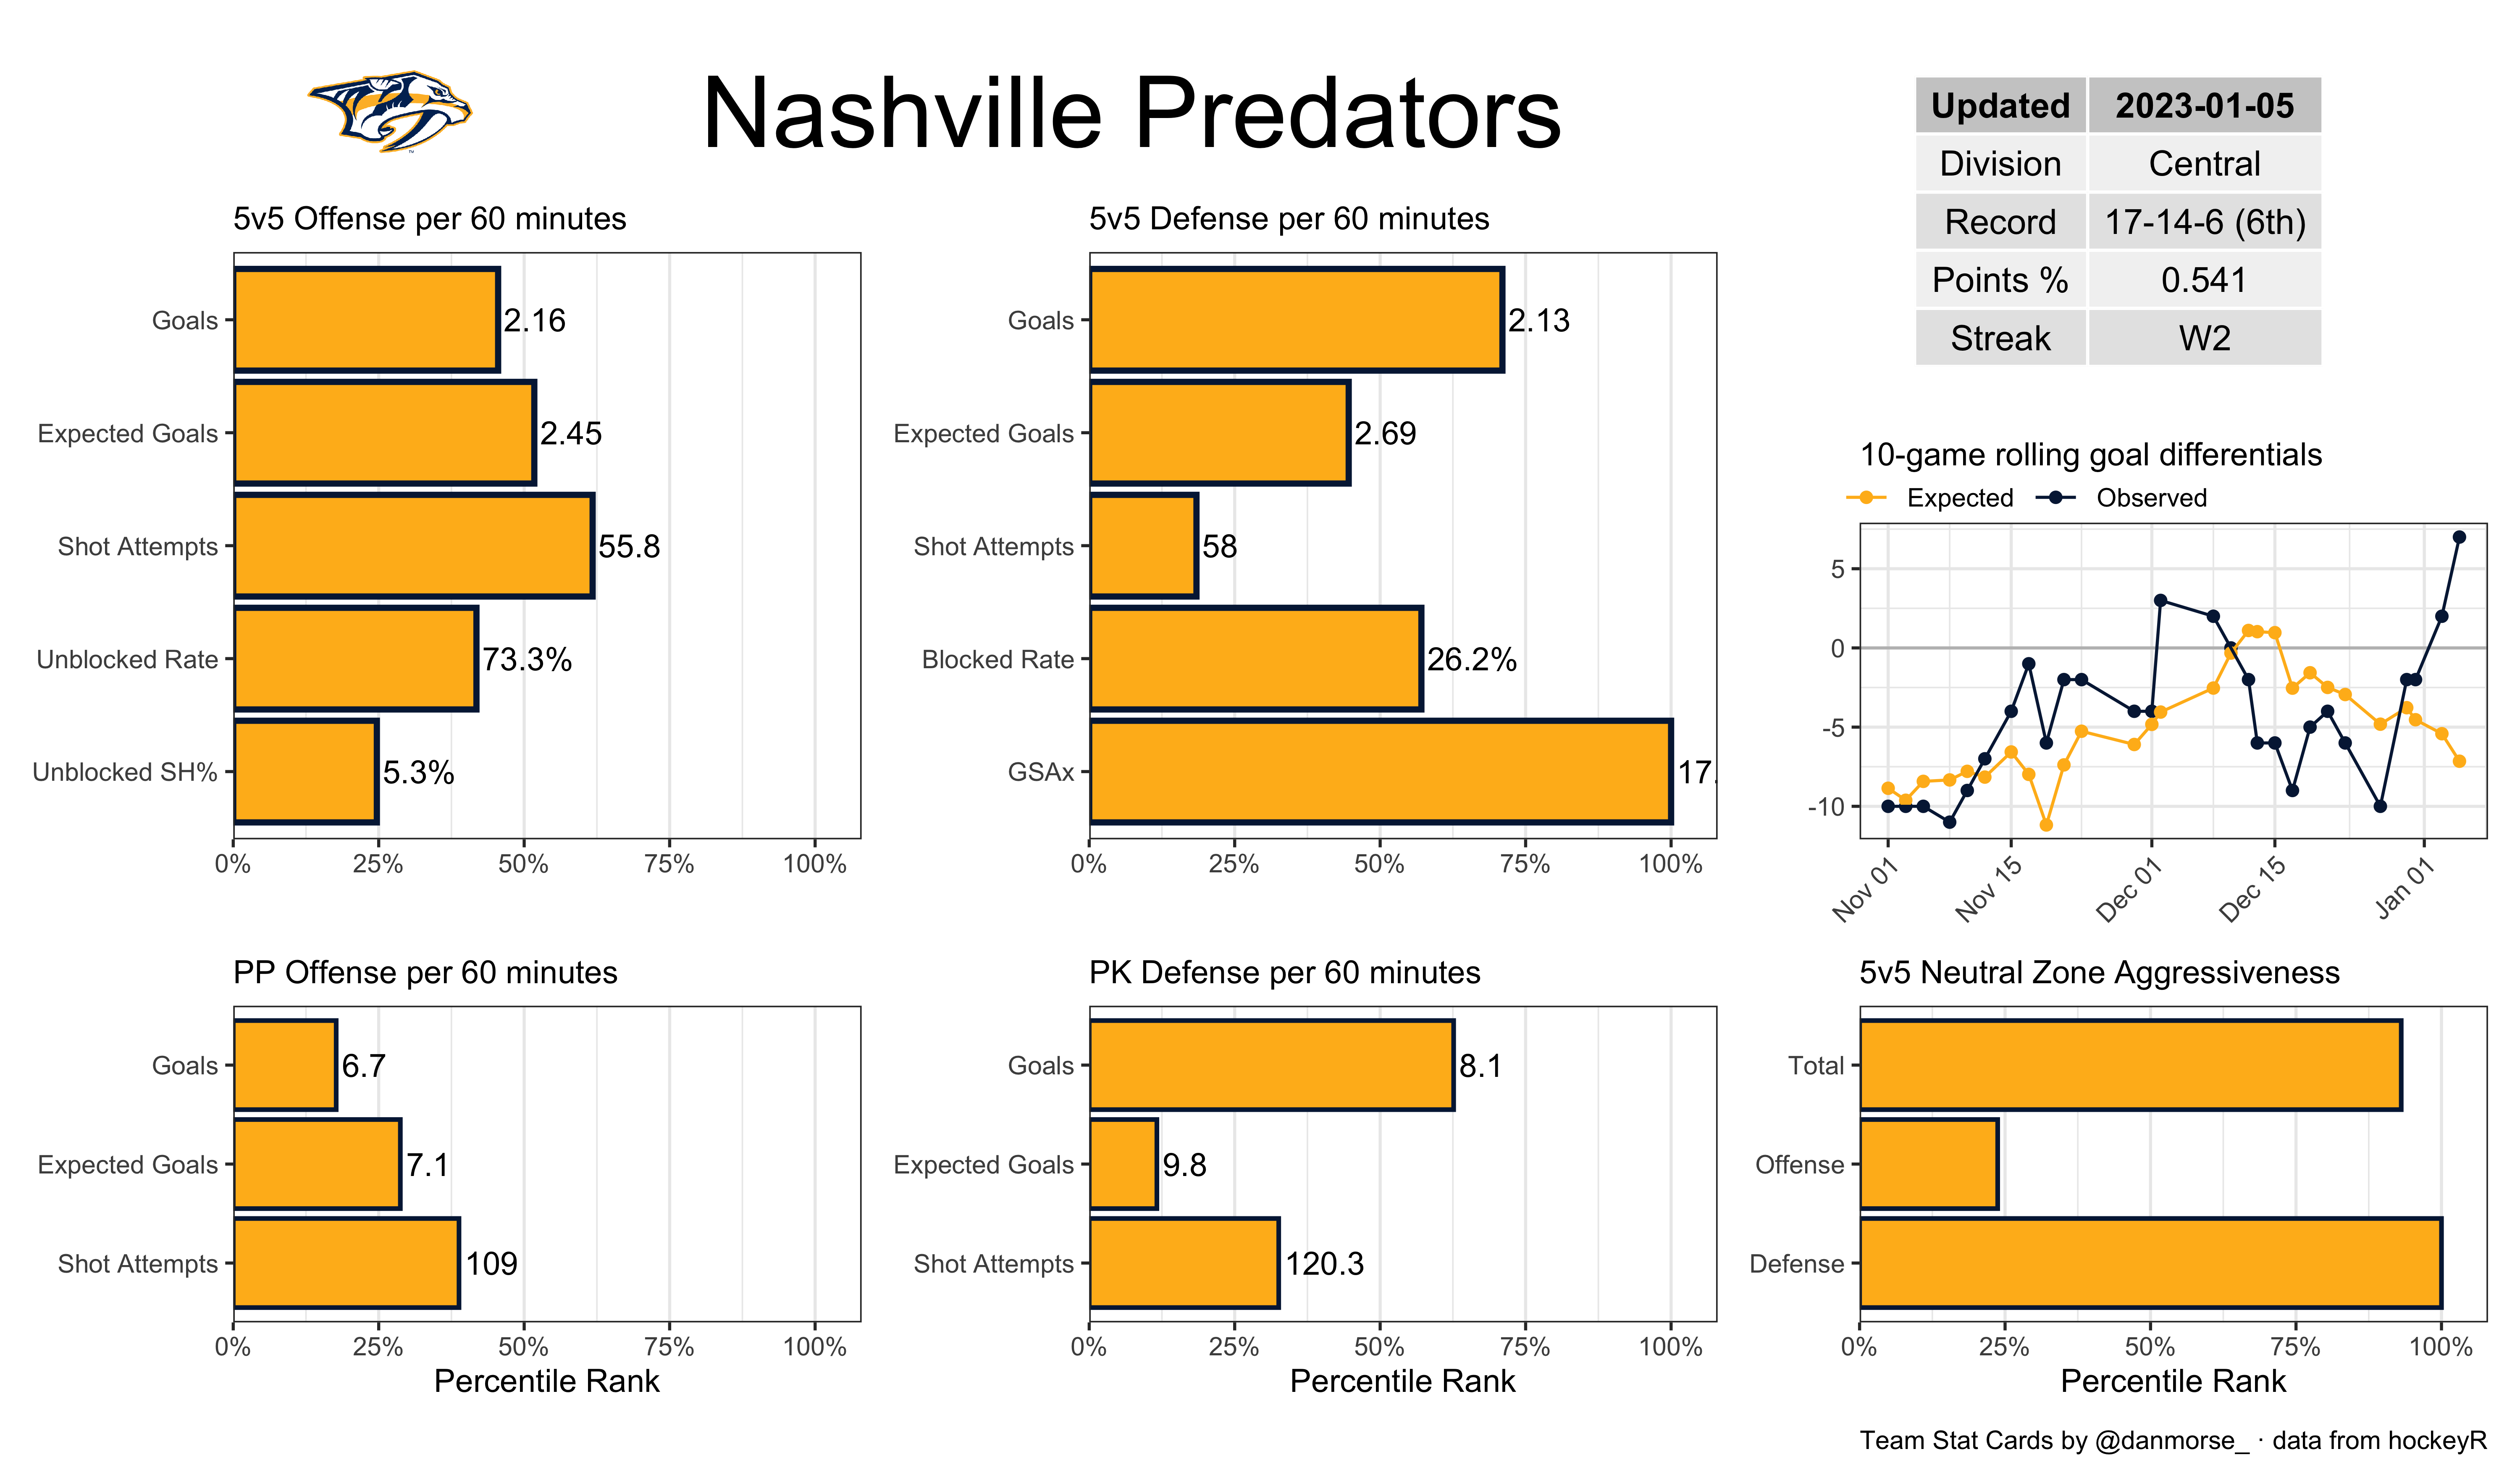 Nashville Predators
Updated 2023-01-05
Division Central
Record 17-14-6 (6th)
Points % 0.541
Streak W2
5v5 Offense per 60 minutes
Goals 2.16
Expected Goals 2.45
Shot Attempts 55.8
Unblocked Rate 73.3%
Unblocked SH% 5.3%
0% 25% 50% 75% 100%
5v5 Defense per 60 minutes
Goals 2.13
Expected Goals 2.69
Shot Attempts 58
Blocked Rate 26.2%
GSAx 17.
0% 25% 50% 75% 100%
10-game rolling goal differentials
Expected Observed
5
0
-5
-10
Nov 01 Nov 15 Dec 01 Dec 15 Jan 01
PP Offense per 60 minutes
Goals 6.7
Expected Goals 7.1
Shot Attempts 109
0% 25% 50% 75% 100%
Percentile Rank
PK Defense per 60 minutes
Goals 8.1
Expected Goals 9.8
Shot Attempts 120.3
0% 25% 50% 75% 100%
Percentile Rank
5v5 Neutral Zone Aggressiveness
Total
Offense
Defense
0% 25% 50% 75% 100%
Percentile Rank
Team Stat Cards by @danmorse_ · data from hockeyR